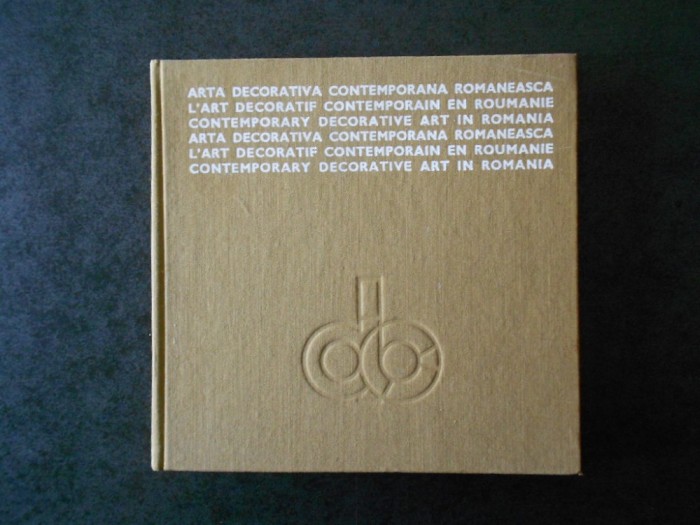 ARTA DECORATIVA CONTEMPORANA ROMANEASCA
L'ART DECORATIF CONTEMPORAIN EN ROUMANIE
CONTEMPORARY DECORATIVE ART IN ROMANIA
ARTA DECORATIVA CONTEMPORANA ROMANEASCA
L'ART DECORATIF CONTEMPORAIN EN ROUMANIE
CONTEMPORARY DECORATIVE ART IN ROMANIA